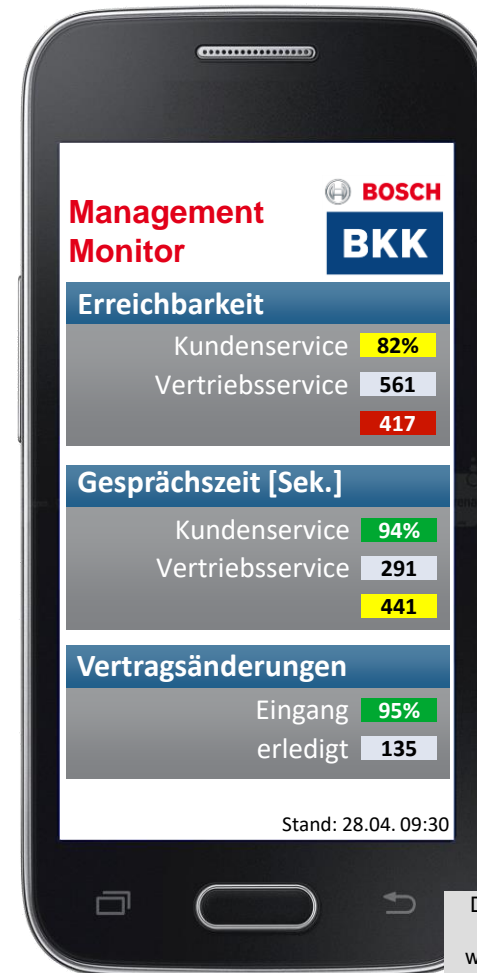 BOSCH
Management
Monitor
BKK
Erreichbarkeit
Kundenservice 82%
Vertriebsservice 561
417
Gesprächszeit [Sek.]
Kundenservice 94%
Vertriebsservice 291
441
Vertragsänderungen
Eingang 95%
erledigt 135
Stand: 28.04. 09:30